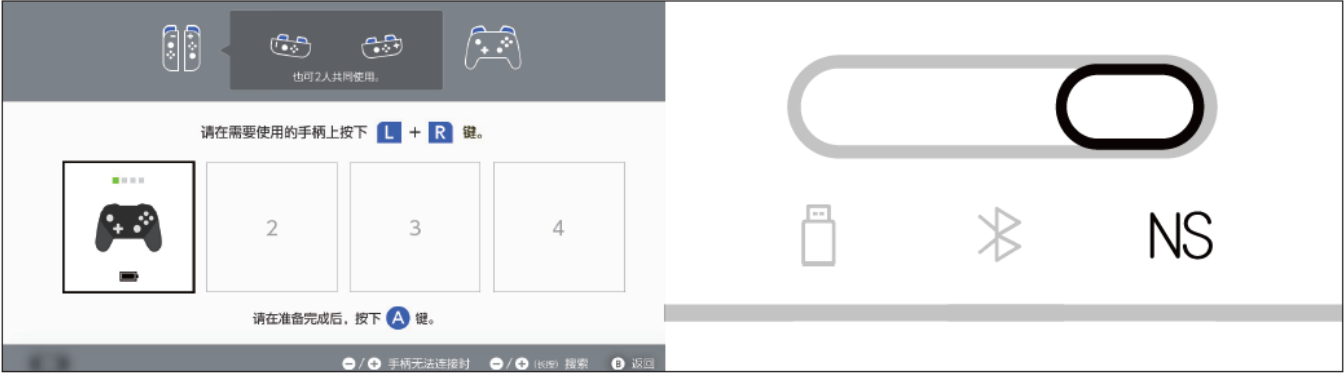 也可2人共同使用。
请在需要使用的手柄上按下 L + R 键。
2
3
4
请在准备完成后，按下 A 键。
−/+ 手柄无法连接时 −/+ (长按) 搜索 B 返回
NS